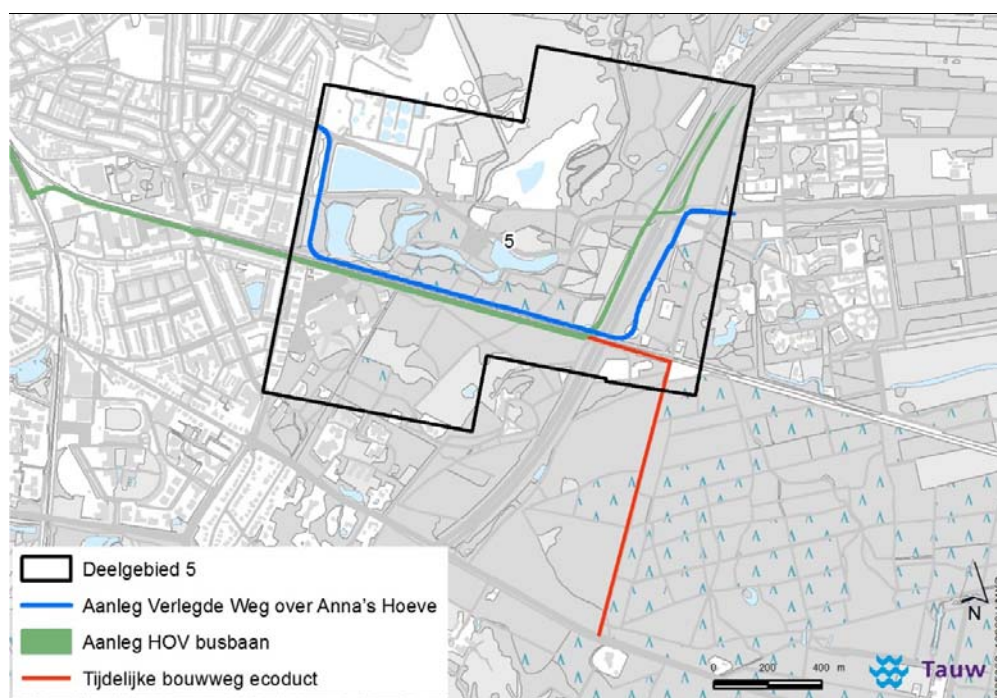 5
Deelgebied 5
Aanleg Verlegde Weg over Anna's Hoeve
Aanleg HOV busbaan
Tijdelijke bouwweg ecoduct
0 200 400 m
N
Tauw